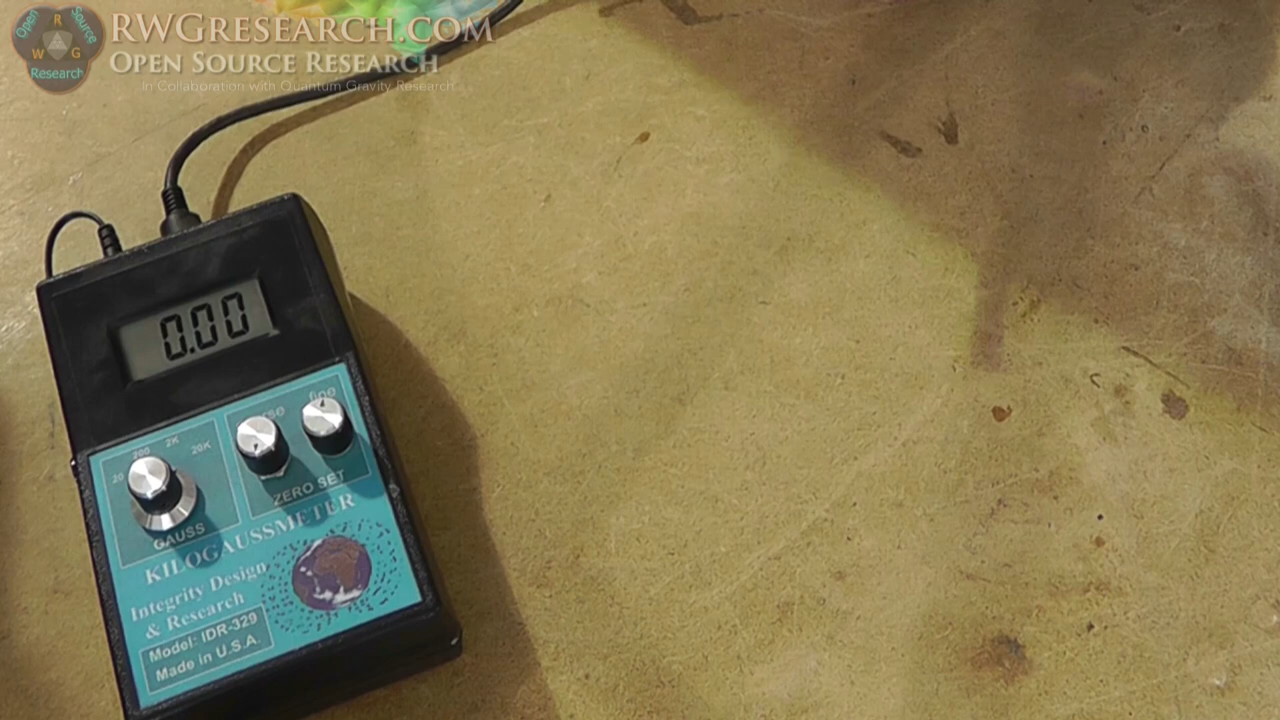 Open Source
R
W G
Research
RWGresearch.com
Open Source Research
In Collaboration with Quantum Gravity Research
0.00
fine
20 200 2K 20K
ZERO SET
GAUSS
KILOGAUSSMETER
Integrity Design
& Research
Model: IDR-329
Made in U.S.A.